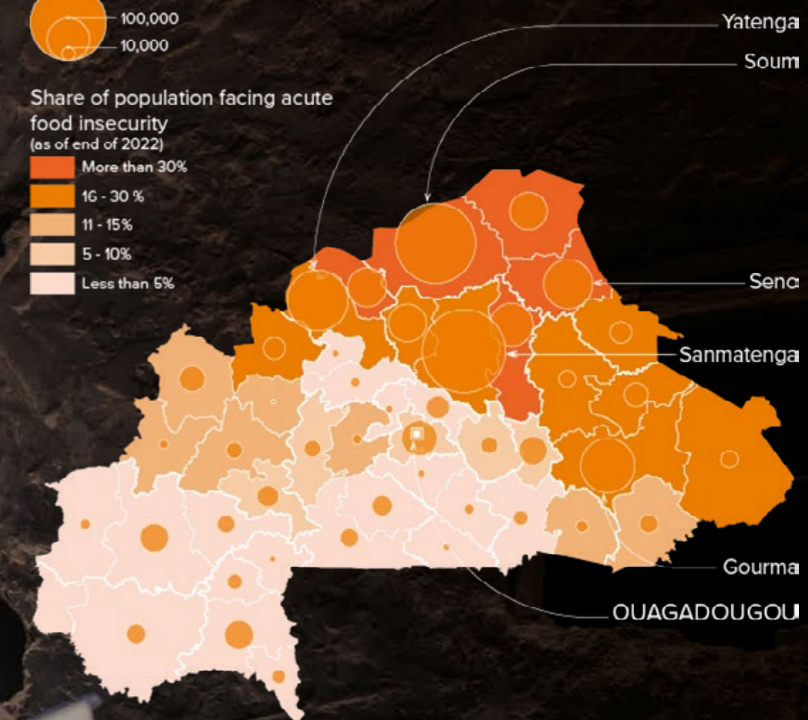 100,000
10,000
Share of population facing acute
food insecurity
(as of end of 2022)
More than 30%
16 - 30 %
11 - 15%
5 - 10%
Less than 5%
Yatenga
Soum
Seno
Sanmatenga
Gourma
OUAGADOUGOU